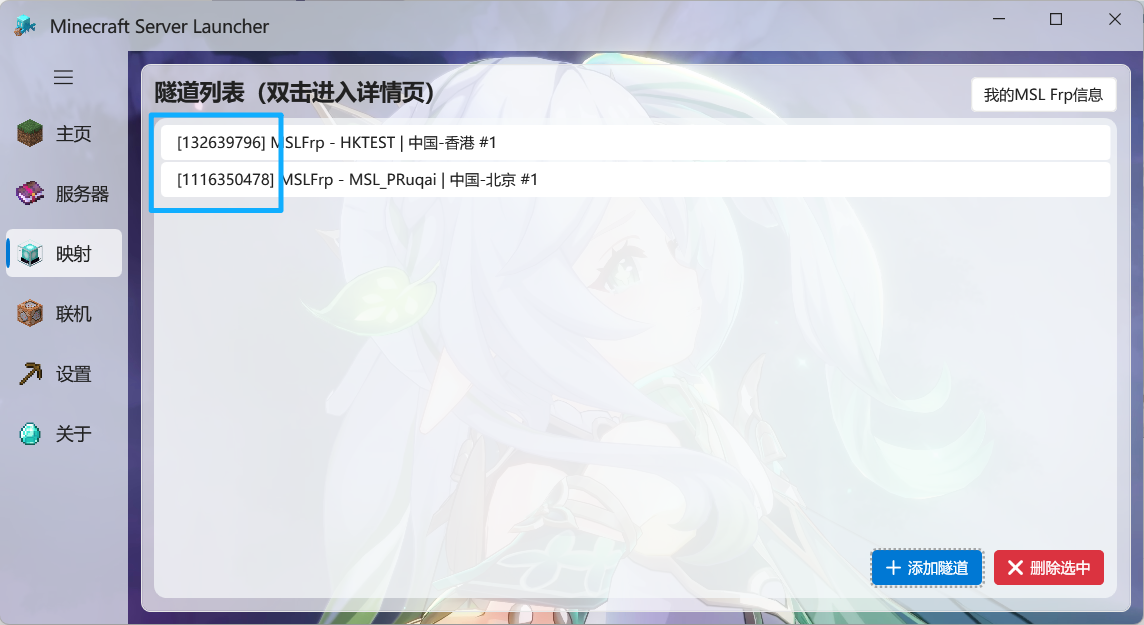 Minecraft Server Launcher
隧道列表（双击进入详情页）
我的MSL Frp信息
主页
[132639796] MSLFrp - HKTEST | 中国-香港 #1
[1116350478] MSLFrp - MSL_PRuqai | 中国-北京 #1
服务器
映射
联机
设置
关于
添加隧道
删除选中